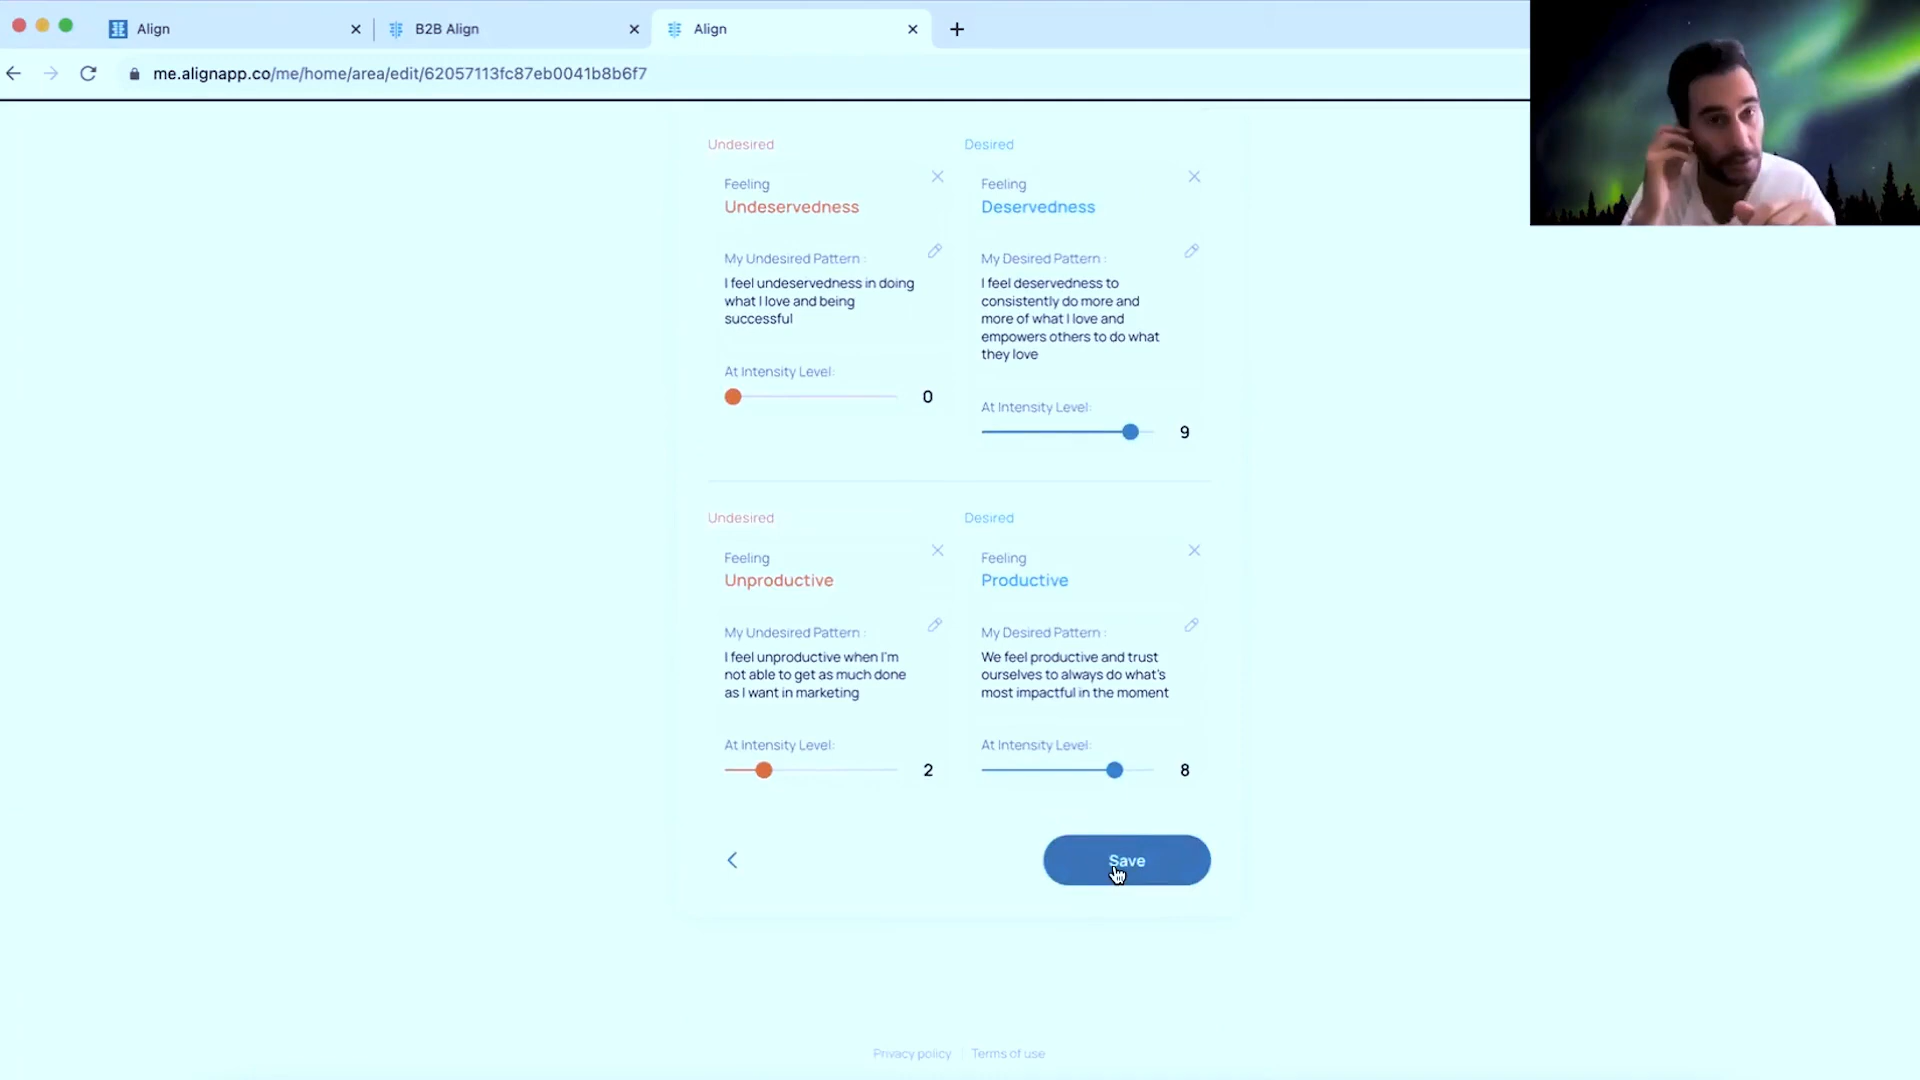 Align
B2B Align
Align
me.alignapp.co/me/home/area/edit/62057113fc87eb0041b8b6f7
Undesired
Desired
Feeling
Undeservedness
Feeling
Deservedness
My Undesired Pattern :
I feel undeservedness in doing
what I love and being
successful
My Desired Pattern :
I feel deservedness to
consistently do more and
more of what I love and
empowers others to do what
they love
At Intensity Level:
0
At Intensity Level:
9
Undesired
Desired
Feeling
Unproductive
Feeling
Productive
My Undesired Pattern :
I feel unproductive when I'm
not able to get as much done
as I want in marketing
My Desired Pattern :
We feel productive and trust
ourselves to always do what's
most impactful in the moment
At Intensity Level:
2
At Intensity Level:
8
Save
Privacy policy
Terms of use